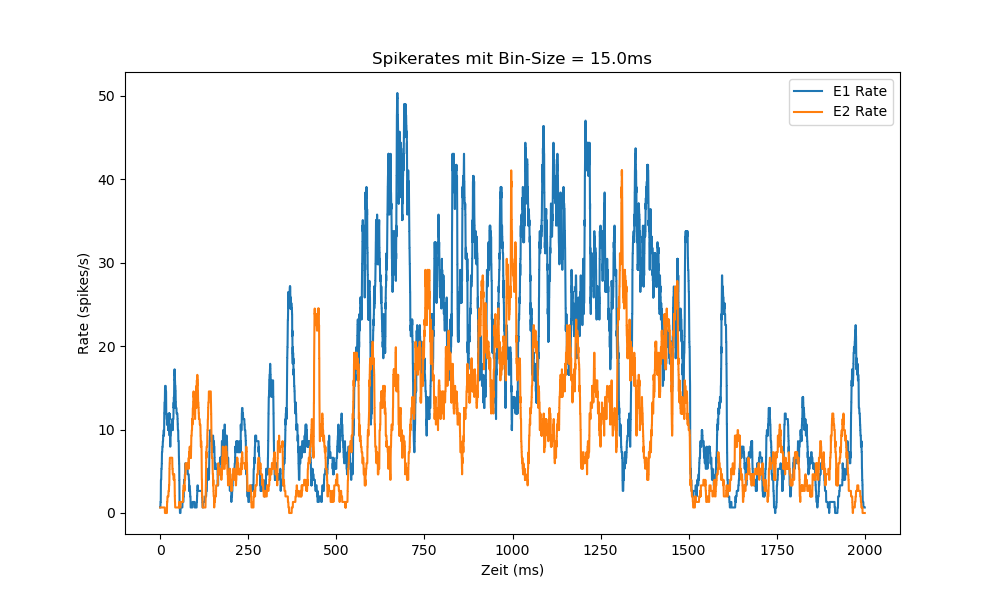 Spikerates mit Bin-Size = 15.0ms
E1 Rate
E2 Rate
50
40
30
20
10
0
Rate (spikes/s)
0 250 500 750 1000 1250 1500 1750 2000
Zeit (ms)